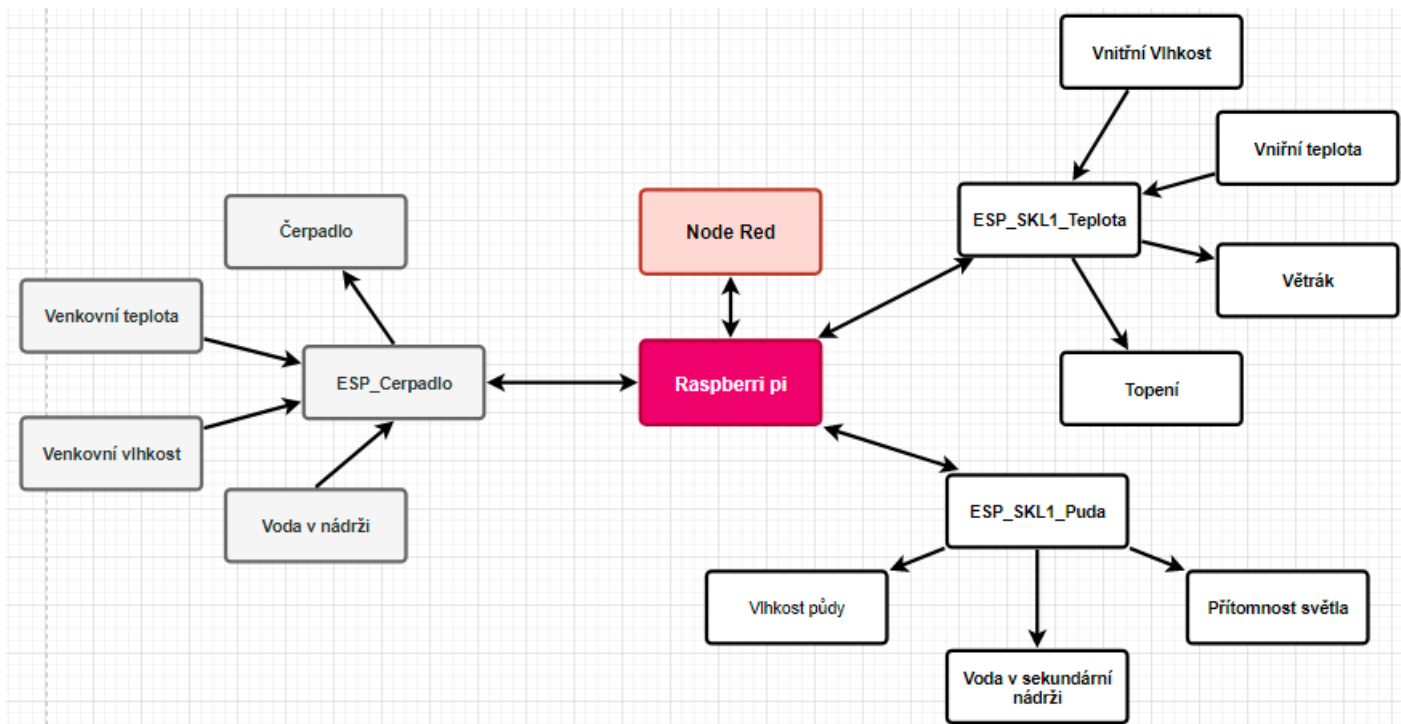 Vnitřní Vlhkost
Vniřní teplota
ESP_SKL1_Teplota
Node Red
Čerpadlo
Větrák
Venkovní teplota
ESP_Cerpadlo
Raspberri pi
Topení
Venkovní vlhkost
Voda v nádrži
ESP_SKL1_Puda
Vlhkost půdy
Přítomnost světla
Voda v sekundární
nádrži